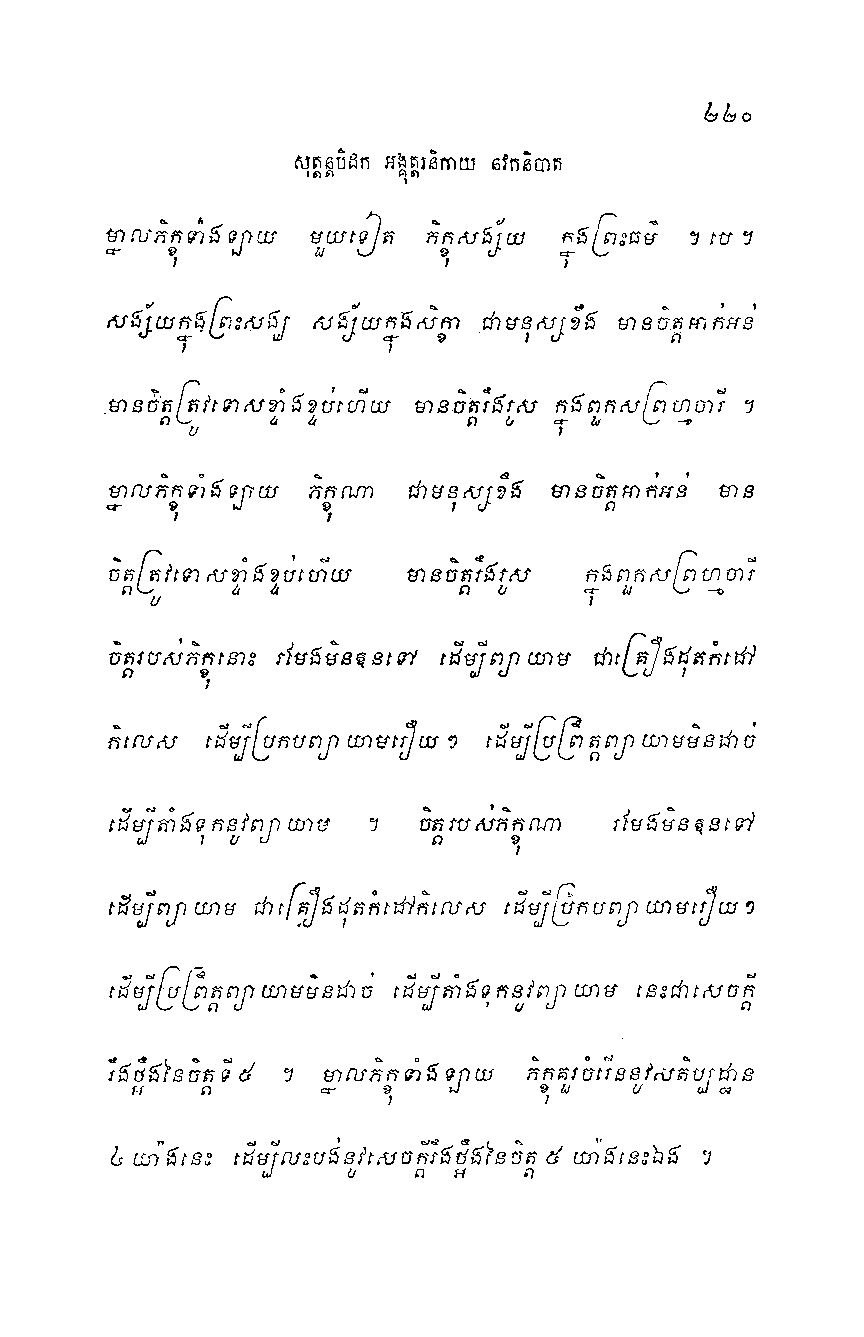 ២២០
សុត្តន្តបិដក អង្គុត្តរនិកាយ នវកនិបាត
ម្នាលភិក្ខុទាំងឡាយ មួយទៀត ភិក្ខុសង្ស័យ ក្នុងព្រះធម៌ ។ បេ ។
សង្ស័យក្នុងព្រះសង្ឃ សង្ស័យក្នុងសិក្ខា ជាមនុស្សខឹង មានចិត្តអាក់អន់
មានចិត្តត្រូវទោសខ្ទាំងខ្ទប់ហើយ មានចិត្តរឹងរូស ក្នុងពួកសព្រហ្មចារី ។
ម្នាលភិក្ខុទាំងឡាយ ភិក្ខុណា ជាមនុស្សខឹង មានចិត្តអាក់អន់ មាន
ចិត្តត្រូវទោសខ្ទាំងខ្ទប់ហើយ មានចិត្តរឹងរូស ក្នុងពួកសព្រហ្មចារី
ចិត្តរបស់ភិក្ខុនោះ រមែងមិនឱនទៅ ដើម្បីព្យាយាម ជាគ្រឿងដុតកំដៅ
កិលេស ដើម្បីប្រកបព្យាយាមរឿយៗ ដើម្បីប្រព្រឹត្តព្យាយាមមិនដាច់
ដើម្បីតាំងទុកនូវព្យាយាម ។ ចិត្តរបស់ភិក្ខុណា រមែងមិនឱនទៅ
ដើម្បីព្យាយាម ជាគ្រឿងដុតកំដៅកិលេស ដើម្បីប្រកបព្យាយាមរឿយៗ
ដើម្បីប្រព្រឹត្តព្យាយាមមិនដាច់ ដើម្បីតាំងទុកនូវព្យាយាម នេះជាសេចក្តី
រឹងថ្អឹងនៃចិត្តទី៥ ។ ម្នាលភិក្ខុទាំងឡាយ ភិក្ខុគួរចំរើននូវសតិប្បដ្ឋាន
៤ យ៉ាងនេះ ដើម្បីលះបង់នូវសេចក្តីរឹងថ្អឹងនៃចិត្ត ៥ យ៉ាងនេះឯង ។